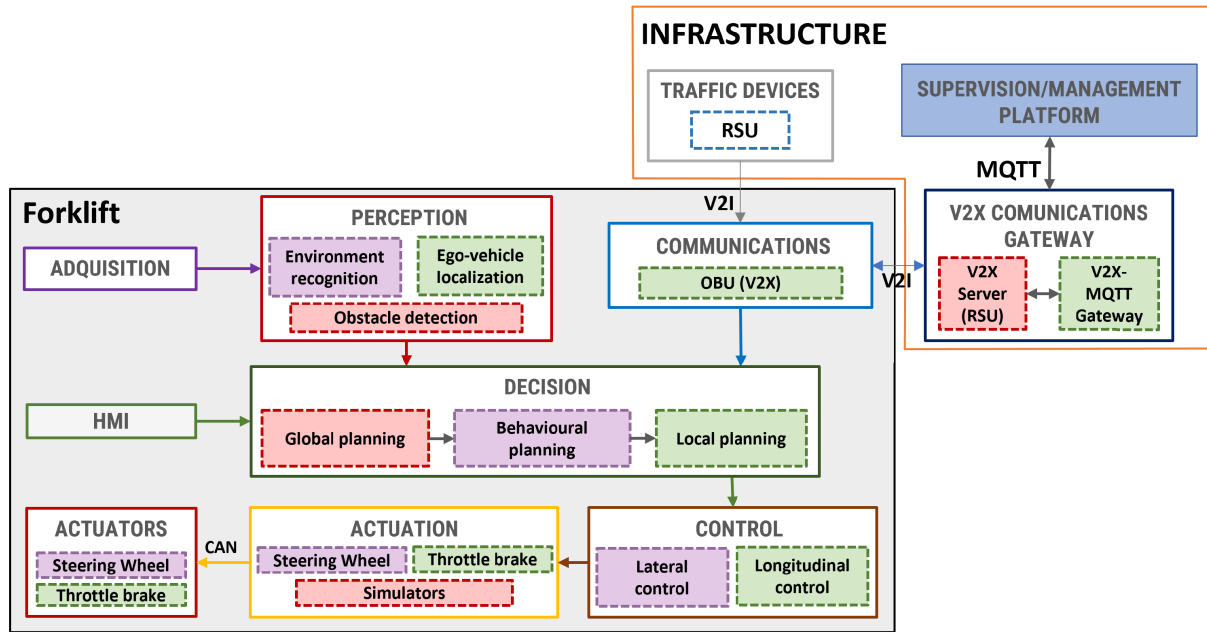 INFRASTRUCTURE
TRAFFIC DEVICES
RSU
SUPERVISION/MANAGEMENT
PLATFORM
MQTT
V2I
V2X COMUNICATIONS
GATEWAY
V2X
Server
(RSU)
V2X-
MQTT
Gateway
V2I
Forklift
ADQUISITION
PERCEPTION
Environment
recognition
Ego-vehicle
localization
Obstacle detection
COMMUNICATIONS
OBU (V2X)
HMI
DECISION
Global planning
Behavioural
planning
Local planning
ACTUATORS
Steering Wheel
Throttle brake
CAN
ACTUATION
Steering Wheel
Throttle brake
Simulators
CONTROL
Lateral
control
Longitudinal
control